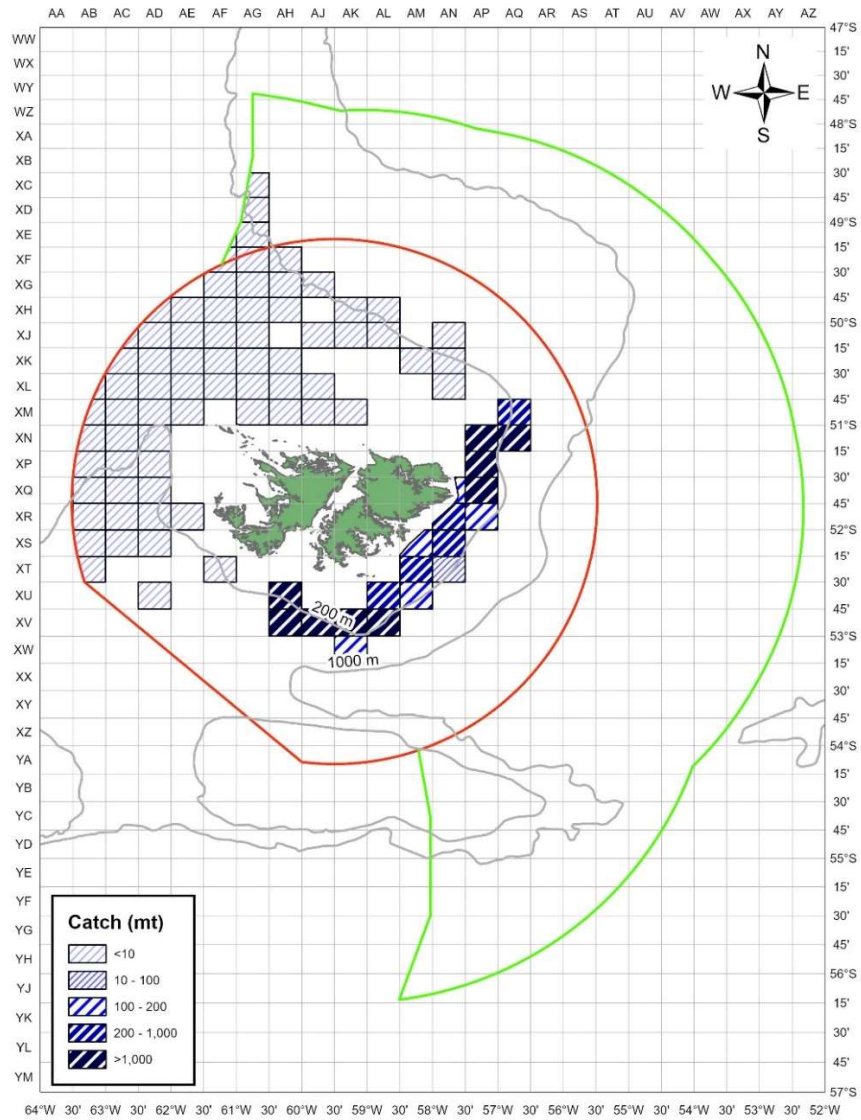 AA AB AC AD AE AF AG AH AJ AK AL AM AN AP AQ AR AS AT AU AV AW AX AY AZ
WW 47°S
15'
WX
30'
WY
45'
WZ
48°S
XA
15'
XB
30'
XC
45'
XD
49°S
XE
15'
XF
30'
XG
45'
XH
50°S
XJ
15'
XK
30'
XL
45'
XM
51°S
XN
15'
XP
30'
XQ
45'
XR
52°S
XS
15'
XT
30'
XU
45'
XV
53°S
XW
15'
XX
30'
XY
45'
XZ
54°S
YA
15'
YB
30'
YC
45'
YD
55°S
YE
15'
YF
30'
YG
45'
YH
56°S
YJ
15'
YK
30'
YL
45'
YM
57°S
N
W E
S
200 m
1000 m
Catch (mt)
<10
10 - 100
100 - 200
200 - 1,000
>1,000
64°W 30' 63°W 30' 62°W 30' 61°W 30' 60°W 30' 59°W 30' 58°W 30' 57°W 30' 56°W 30' 55°W 30' 54°W 30' 53°W 30' 52°W